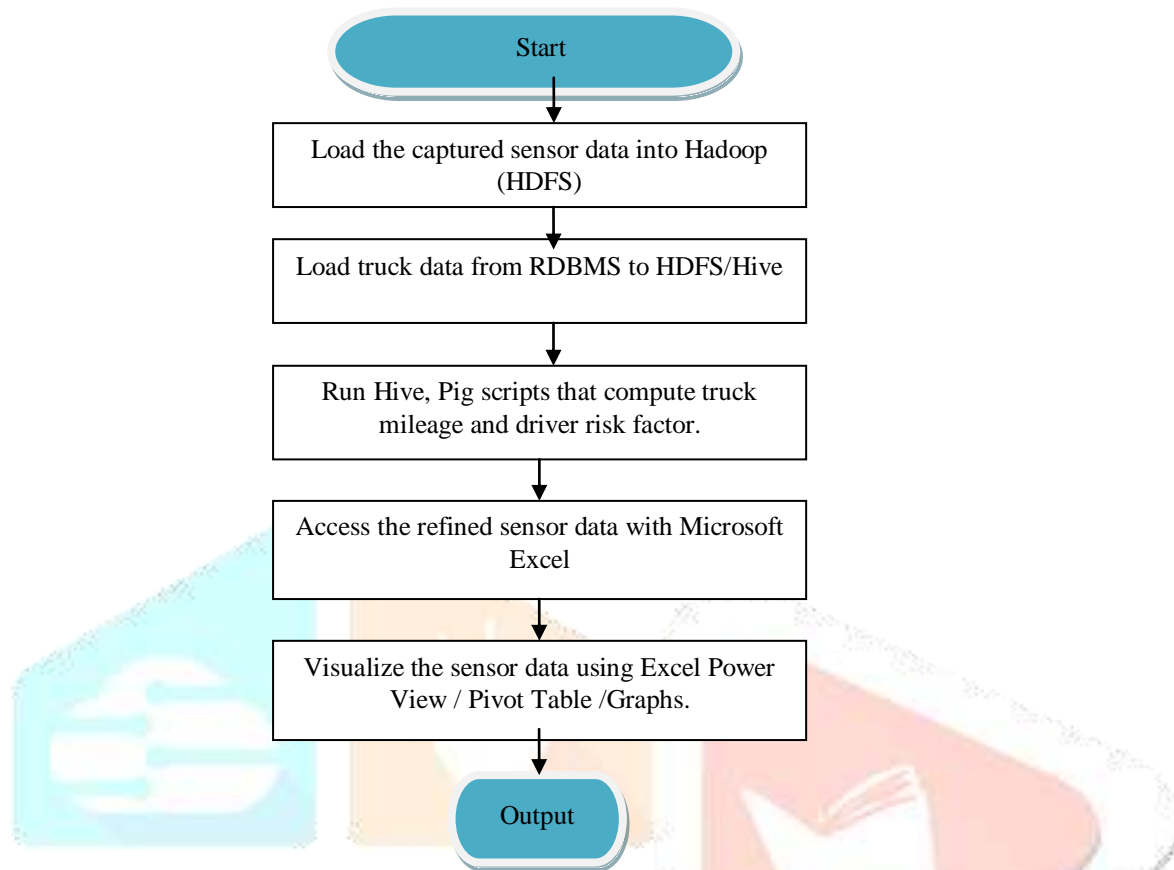 Start
Load the captured sensor data into Hadoop
(HDFS)
Load truck data from RDBMS to HDFS/Hive
Run Hive, Pig scripts that compute truck
mileage and driver risk factor.
Access the refined sensor data with Microsoft
Excel
Visualize the sensor data using Excel Power
View / Pivot Table /Graphs.
Output